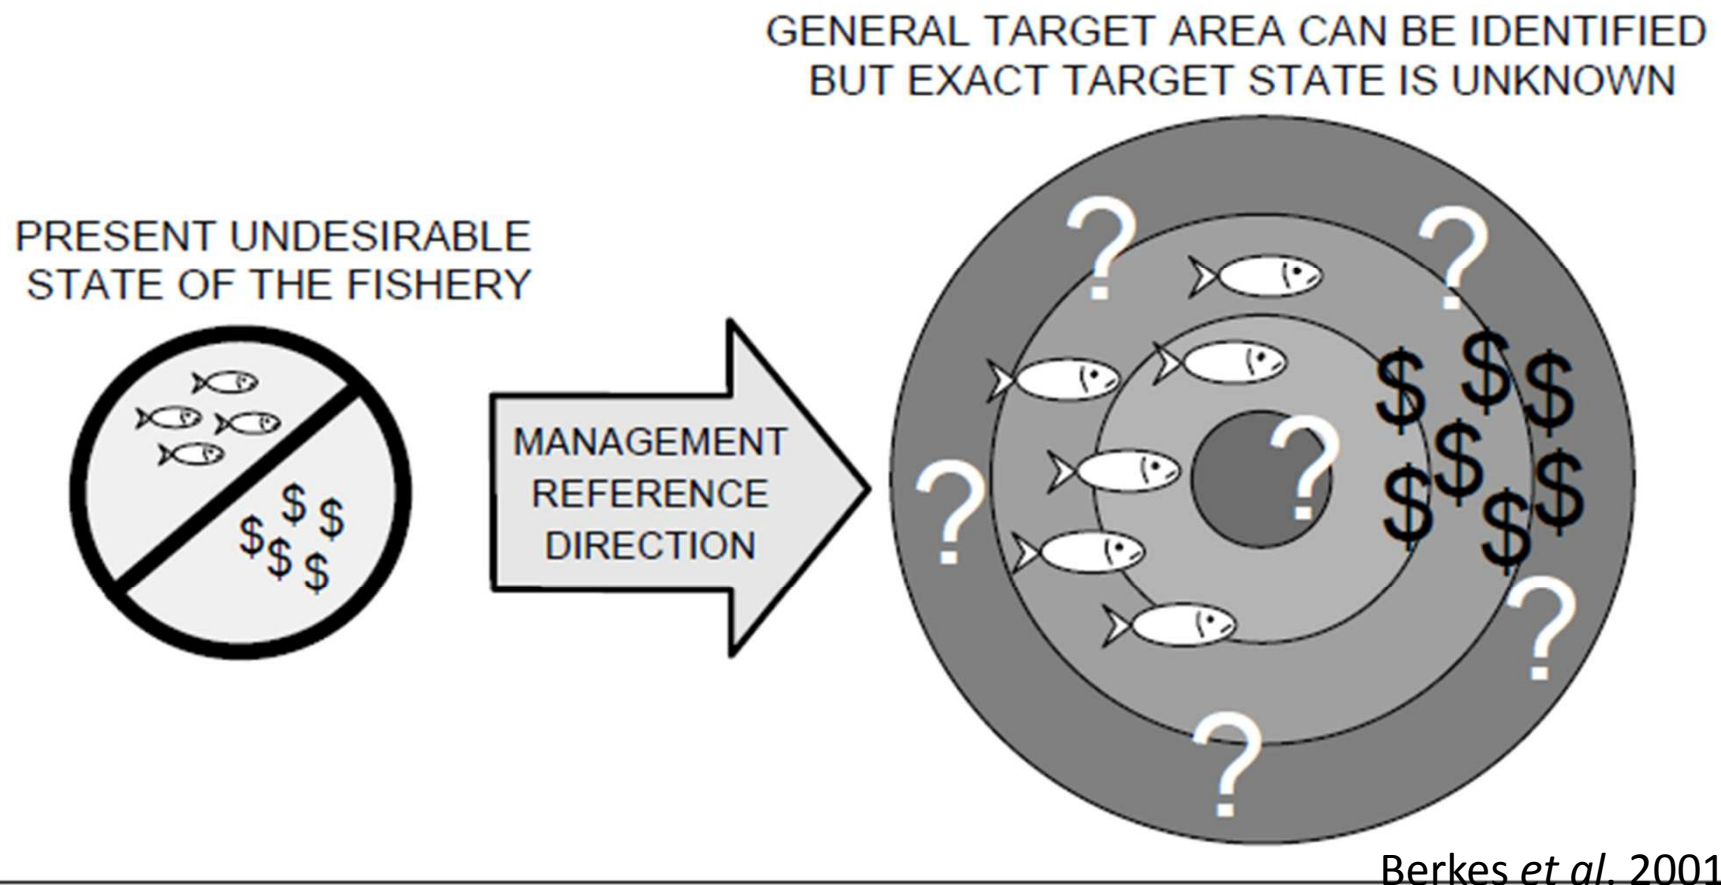 GENERAL TARGET AREA CAN BE IDENTIFIED
BUT EXACT TARGET STATE IS UNKNOWN
PRESENT UNDESIRABLE
STATE OF THE FISHERY
MANAGEMENT
REFERENCE
DIRECTION
$ $ $ $ $
? ? ? ? ? ?
$ $ $ $ $ $ $
Berkes et al. 2001